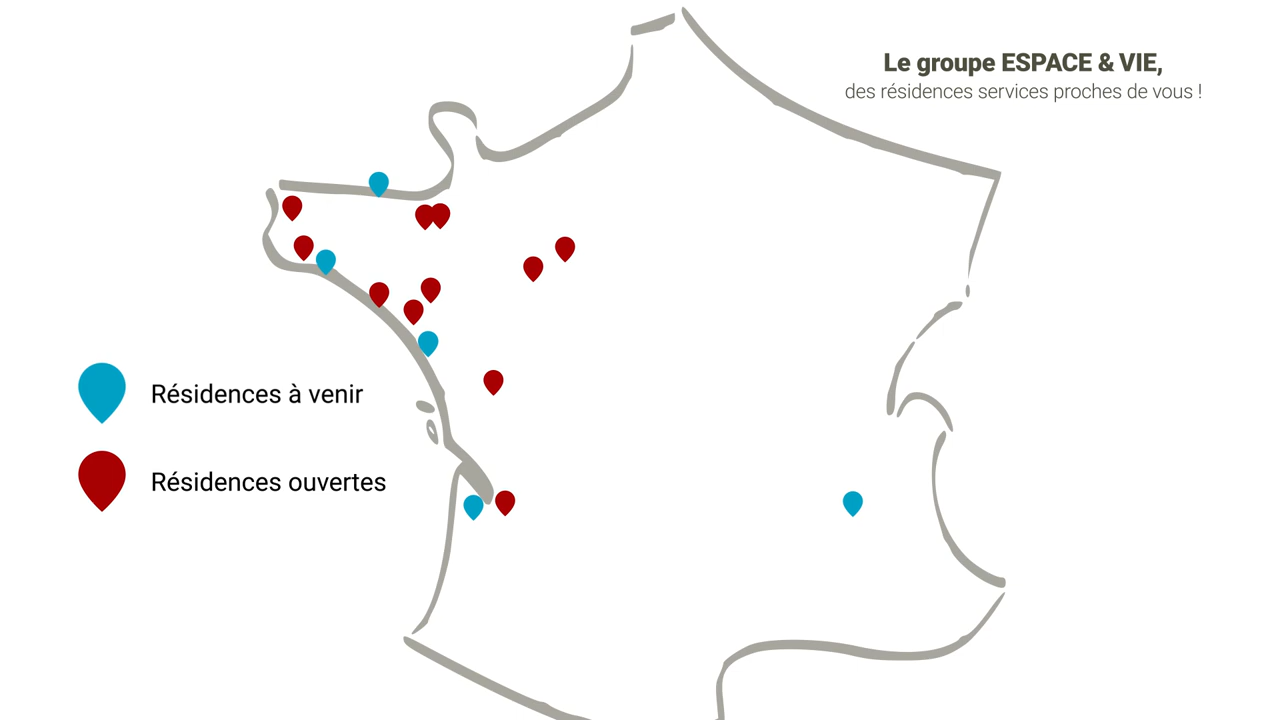 Le groupe ESPACE & VIE,
des résidences services proches de vous !
Résidences à venir
Résidences ouvertes